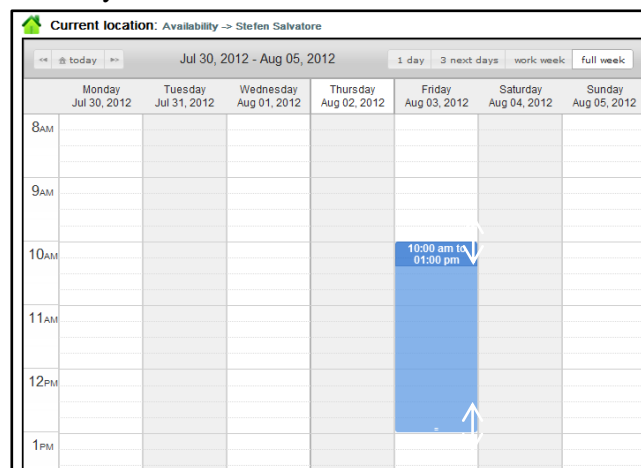 Current location: Availability -> Stefen Salvatore
today Jul 30, 2012 - Aug 05, 2012 1 day 3 next days work week full week
Monday Tuesday Wednesday Thursday Friday Saturday Sunday
Jul 30, 2012 Jul 31, 2012 Aug 01, 2012 Aug 02, 2012 Aug 03, 2012 Aug 04, 2012 Aug 05, 2012
8AM
9AM
10AM
10:00 am to
01:00 pm
11AM
12PM
1PM